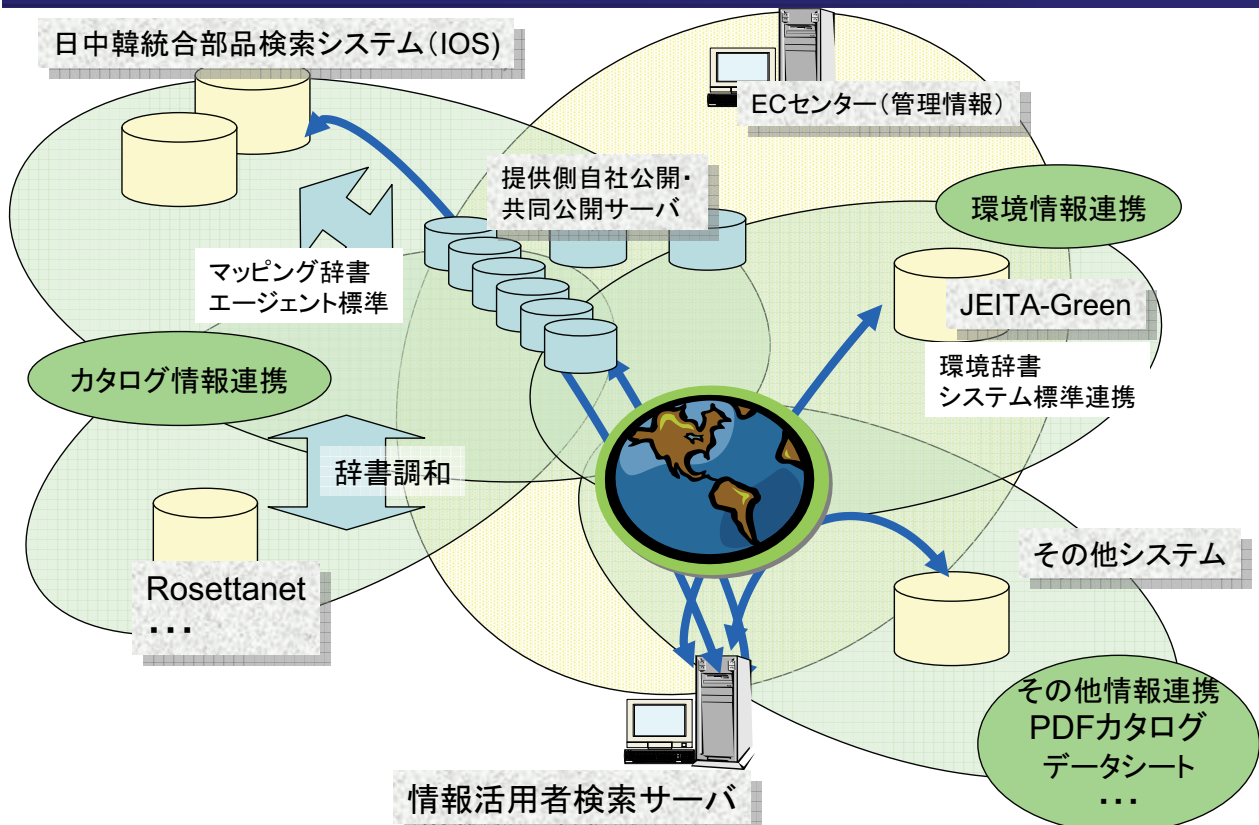 日中韓統合部品検索システム(IOS)
ECセンター(管理情報)
提供側自社公開・
共同公開サーバ
環境情報連携
マッピング辞書
エージェント標準
JEITA-Green
環境辞書
システム標準連携
カタログ情報連携
辞書調和
Rosettanet
・・・
その他システム
その他情報連携
PDFカタログ
データシート
・・・
情報活用者検索サーバ